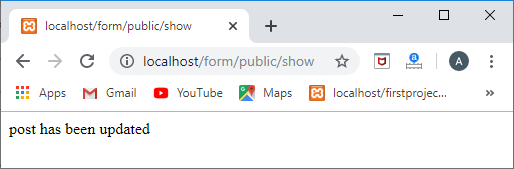 localhost/form/public/show
localhost/form/public/show
A
Apps Gmail YouTube Maps localhost/firstprojec... »
post has been updated